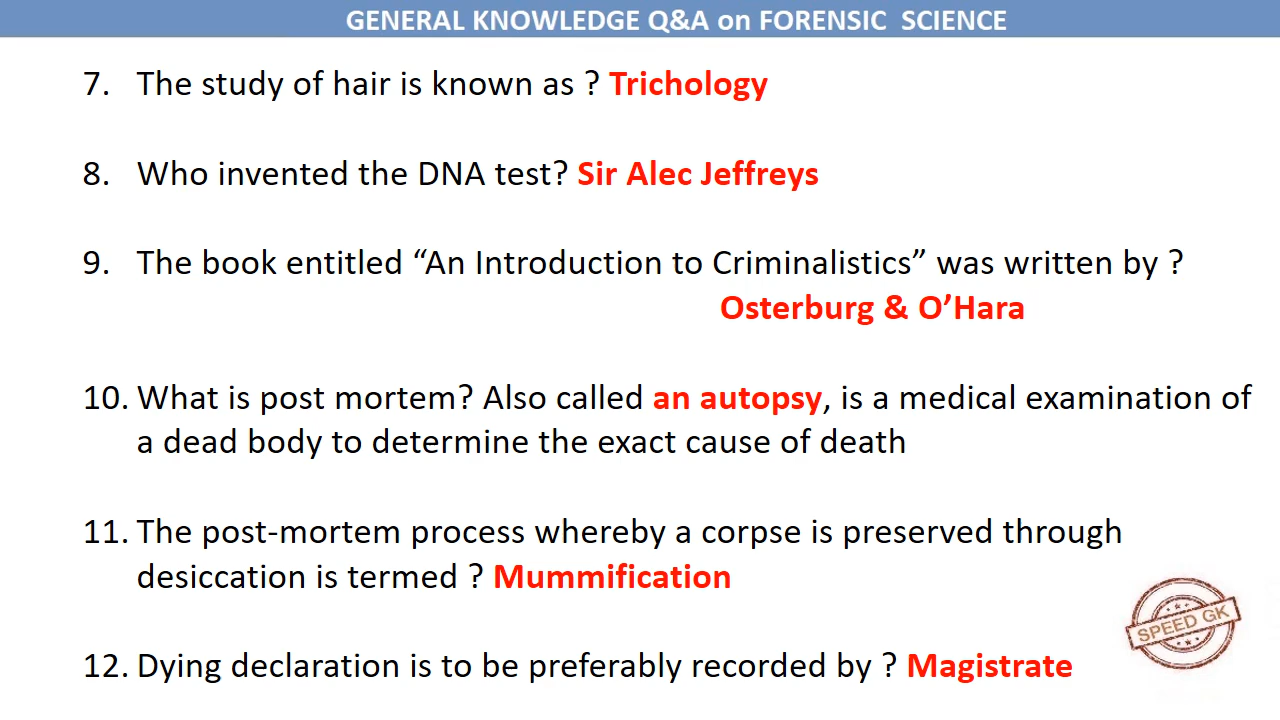 GENERAL KNOWLEDGE Q&A on FORENSIC SCIENCE
7. The study of hair is known as ? Trichology
8. Who invented the DNA test? Sir Alec Jeffreys
9. The book entitled “An Introduction to Criminalistics” was written by ?
Osterburg & O’Hara
10. What is post mortem? Also called an autopsy, is a medical examination of
a dead body to determine the exact cause of death
11. The post-mortem process whereby a corpse is preserved through
desiccation is termed ? Mummification
SPEED GK
12. Dying declaration is to be preferably recorded by ? Magistrate